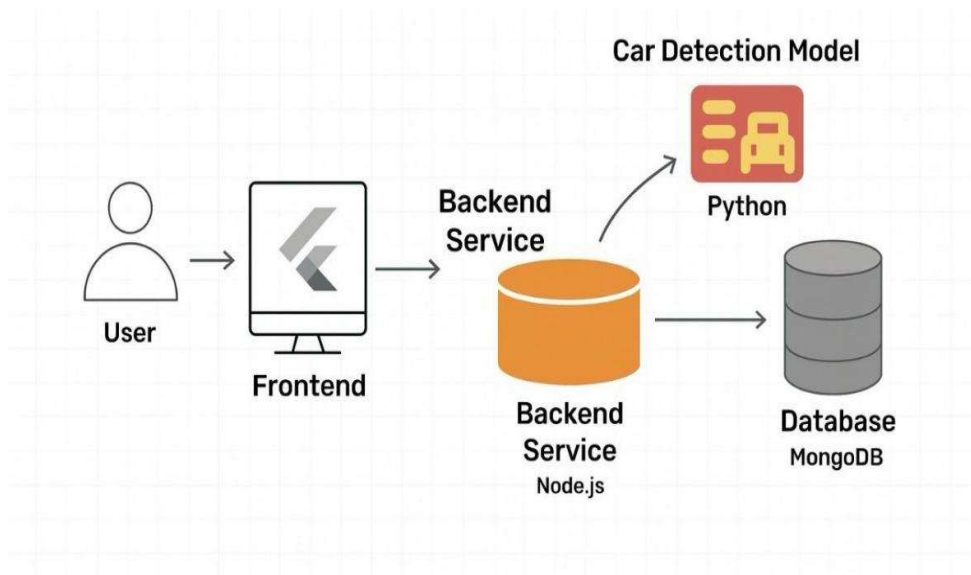 Car Detection Model
Python
Backend
Service
User
Frontend
Backend
Service
Node.js
Database
MongoDB